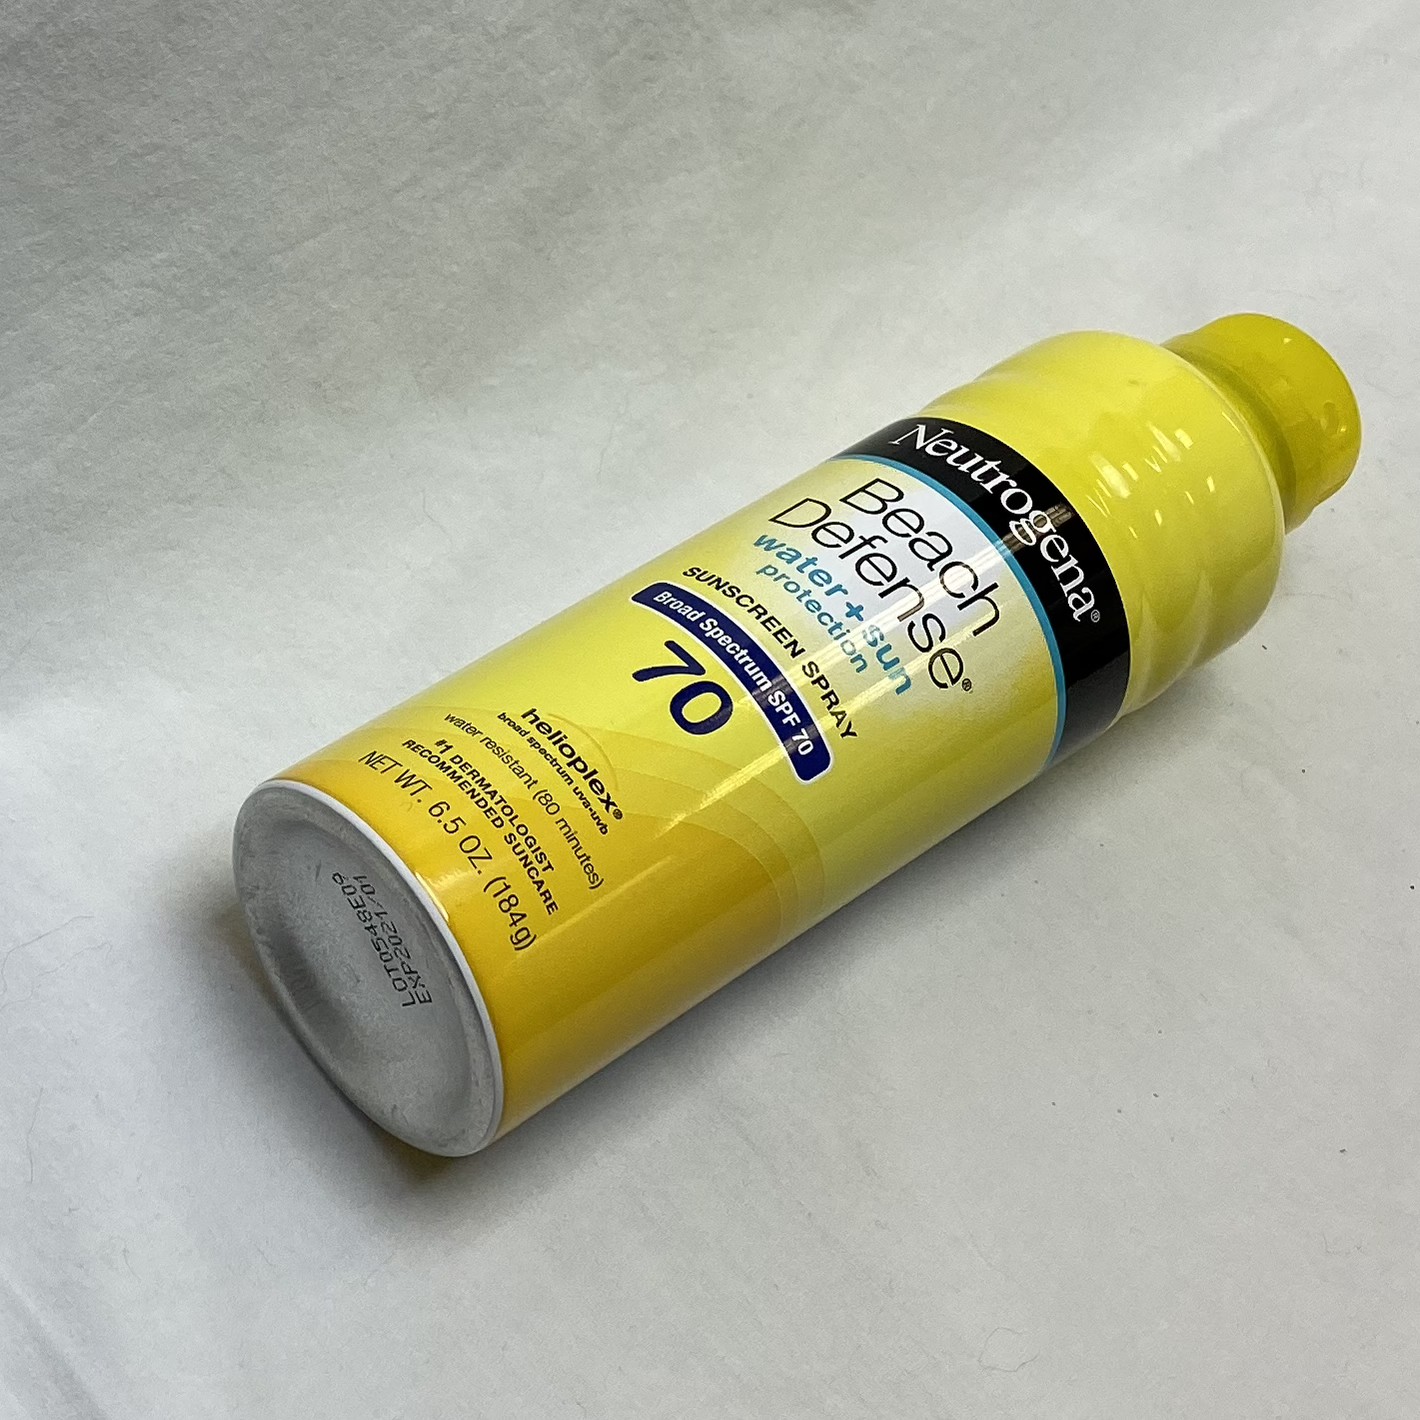 Neutrogena®
Beach
Defense®
water+sun
protection
SUNSCREEN SPRAY
Broad Spectrum SPF 70
70
helioplex®
broad spectrum uva•uvb
water resistant (80 minutes)
#1 DERMATOLOGIST
RECOMMENDED SUNCARE
NET WT. 6.5 OZ. (184g)
LOT0548E09
EXP2021/01